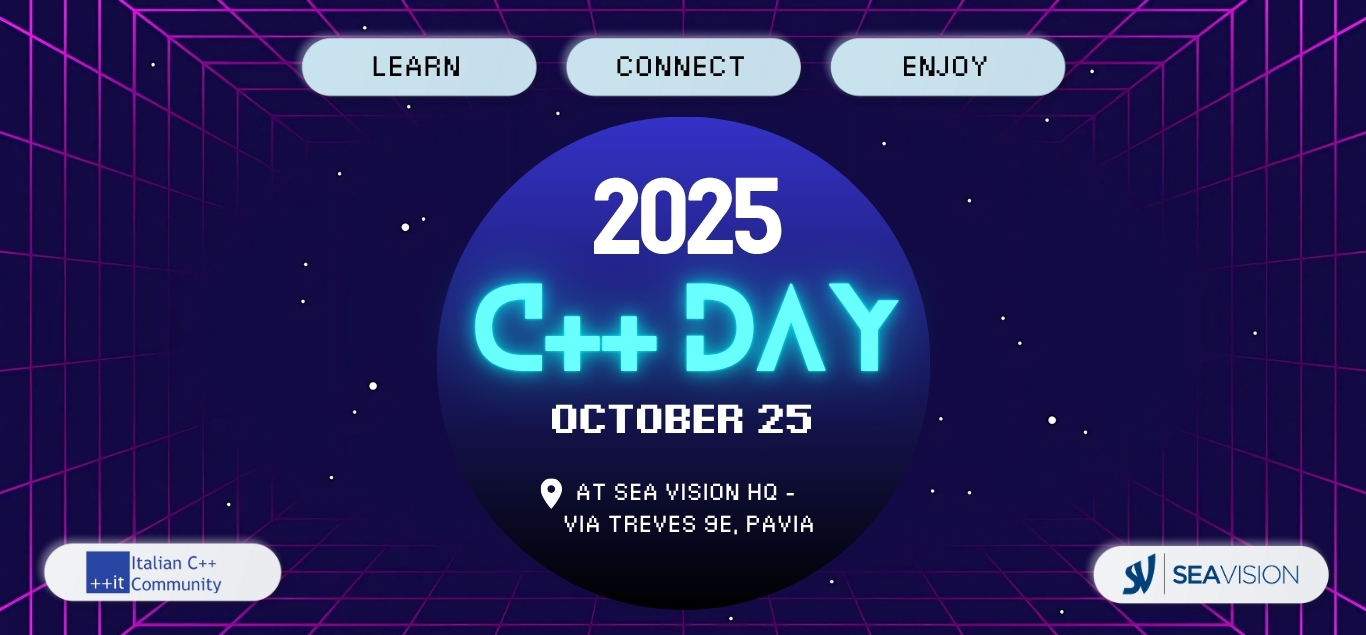 LEARN
CONNECT
ENJOY
2025
C++ DAY
OCTOBER 25
AT SEA VISION HQ -
VIA TREVES 9E, PAVIA
++it
Italian C++
Community
SV
SEAVISION